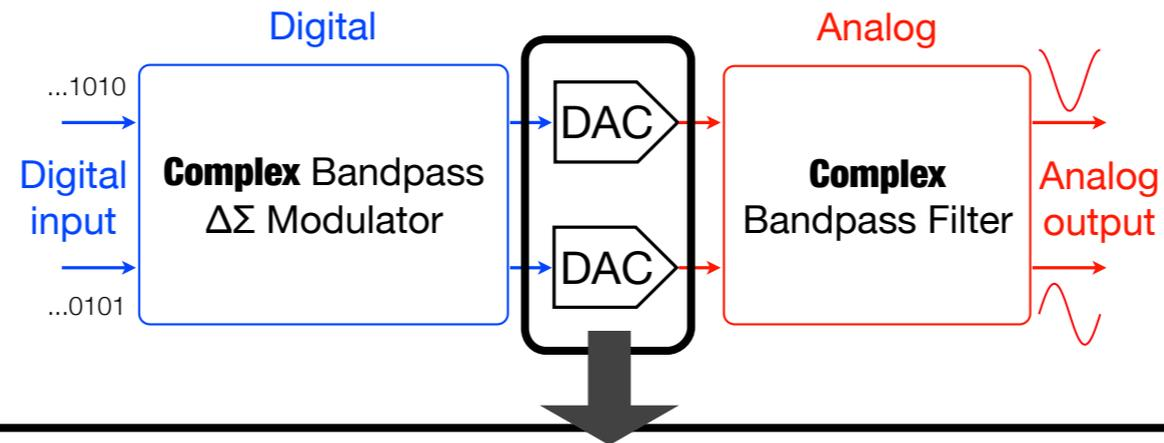 Digital
Analog
...1010
DAC
Digital
input
Complex Bandpass
ΔΣ Modulator
Complex
Bandpass Filter
Analog
output
DAC
...0101